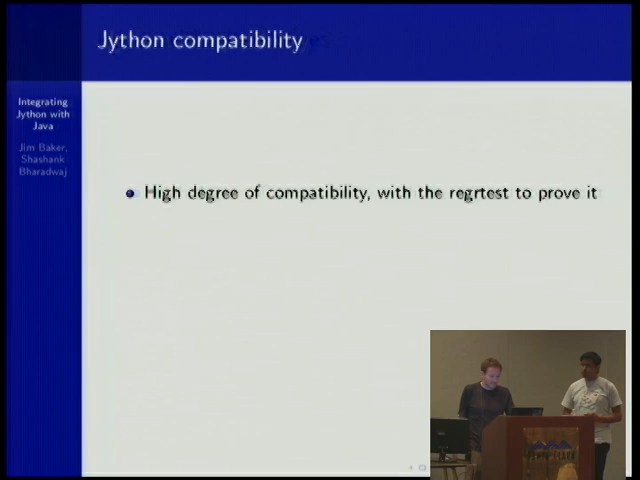 Jython compatibility
Integrating
Jython with
Java
Jim Baker,
Shashank
Bharadwaj
High degree of compatibility, with the regrtest to prove it